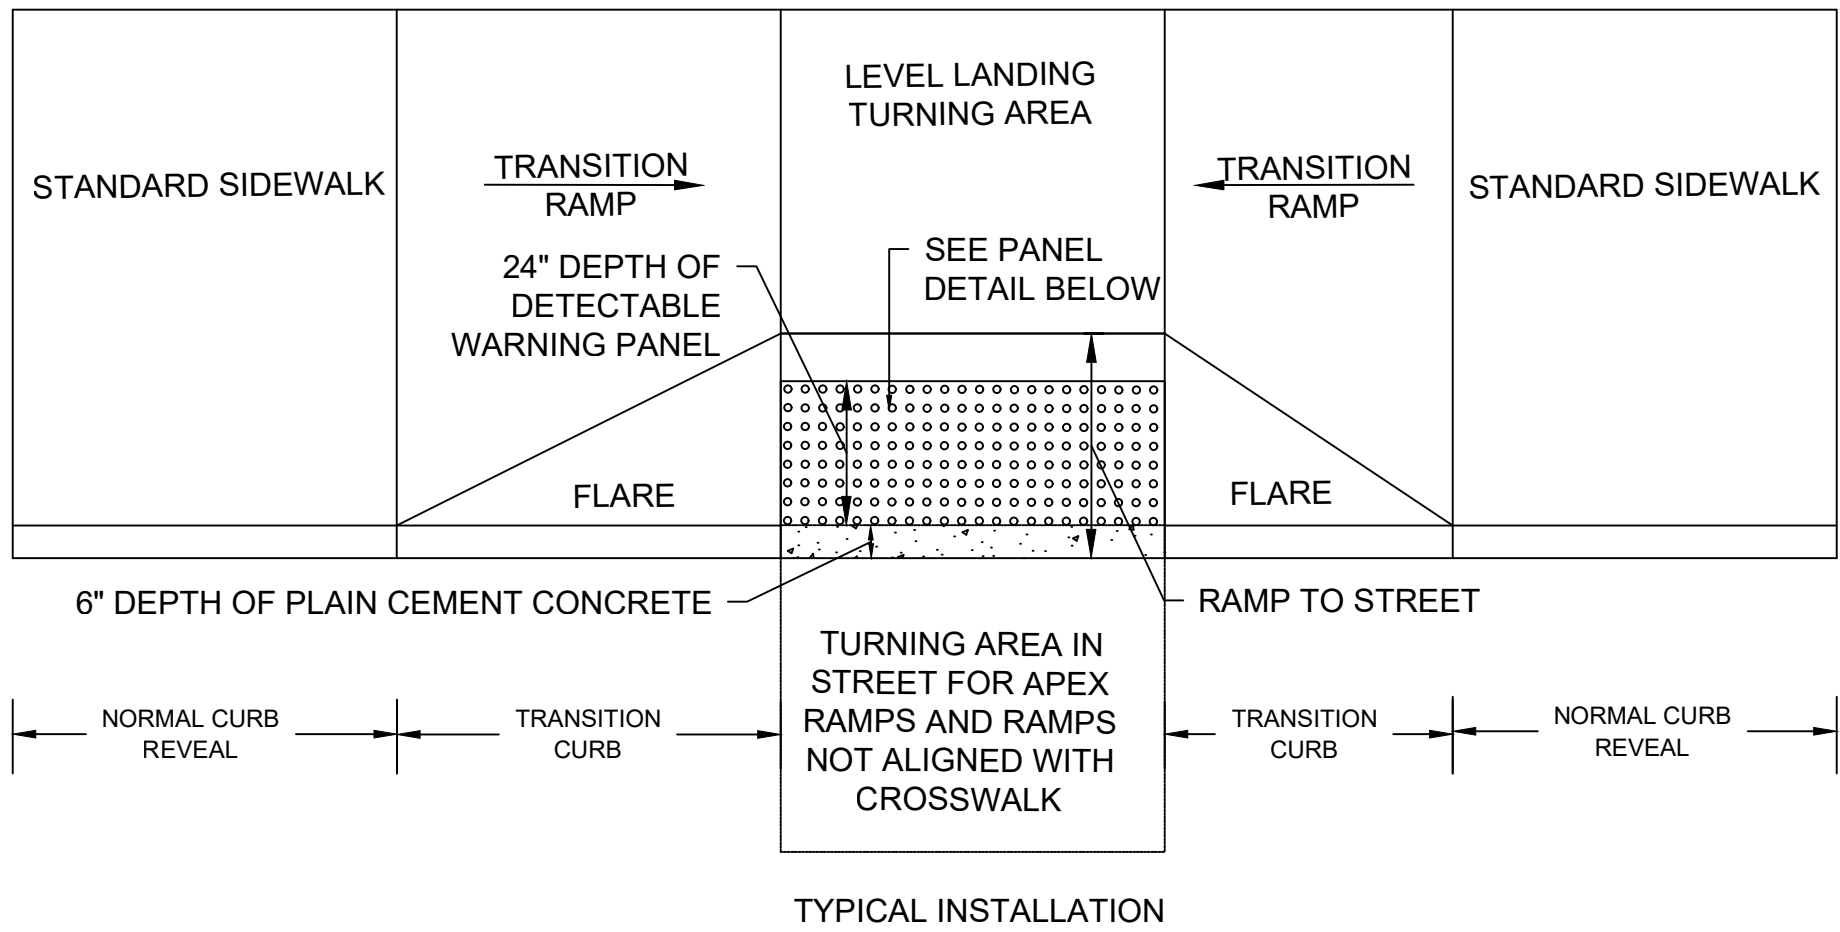 LEVEL LANDING
TURNING AREA
STANDARD SIDEWALK
TRANSITION
RAMP
TRANSITION
RAMP
STANDARD SIDEWALK
24" DEPTH OF
DETECTABLE
WARNING PANEL
SEE PANEL
DETAIL BELOW
FLARE
FLARE
6" DEPTH OF PLAIN CEMENT CONCRETE
RAMP TO STREET
TURNING AREA IN
STREET FOR APEX
RAMPS AND RAMPS
NOT ALIGNED WITH
CROSSWALK
NORMAL CURB
REVEAL
TRANSITION
CURB
TRANSITION
CURB
NORMAL CURB
REVEAL
TYPICAL INSTALLATION